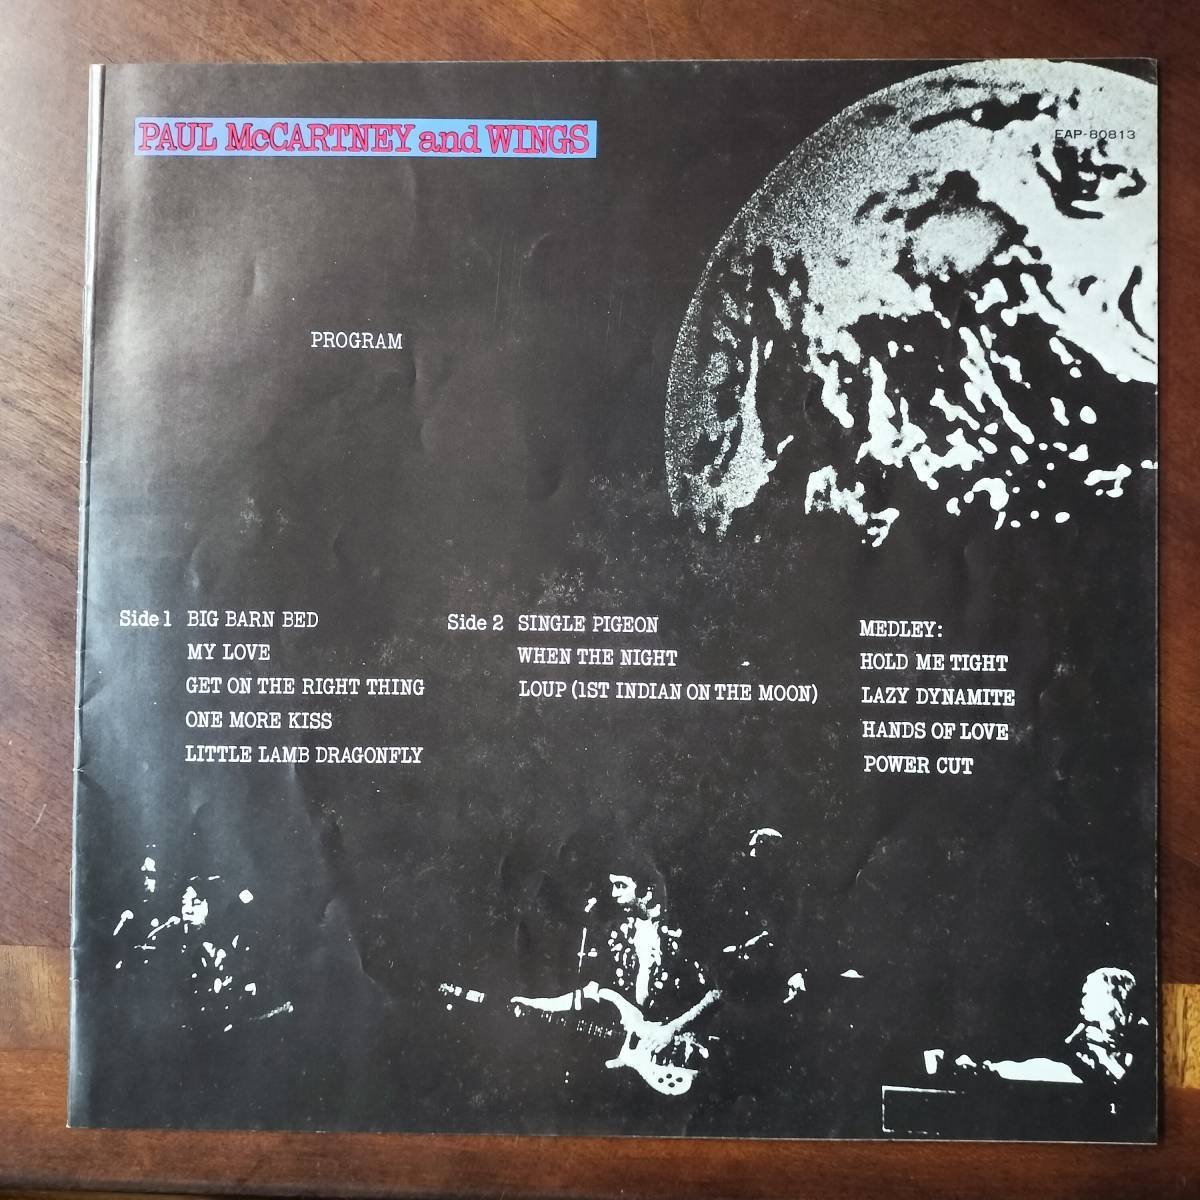 PAUL McCARTNEY and WINGS
EAP-80813
PROGRAM
Side 1 BIG BARN BED
MY LOVE
GET ON THE RIGHT THING
ONE MORE KISS
LITTLE LAMB DRAGONFLY
Side 2 SINGLE PIGEON
WHEN THE NIGHT
LOUP (1ST INDIAN ON THE MOON)
MEDLEY:
HOLD ME TIGHT
LAZY DYNAMITE
HANDS OF LOVE
POWER CUT
1